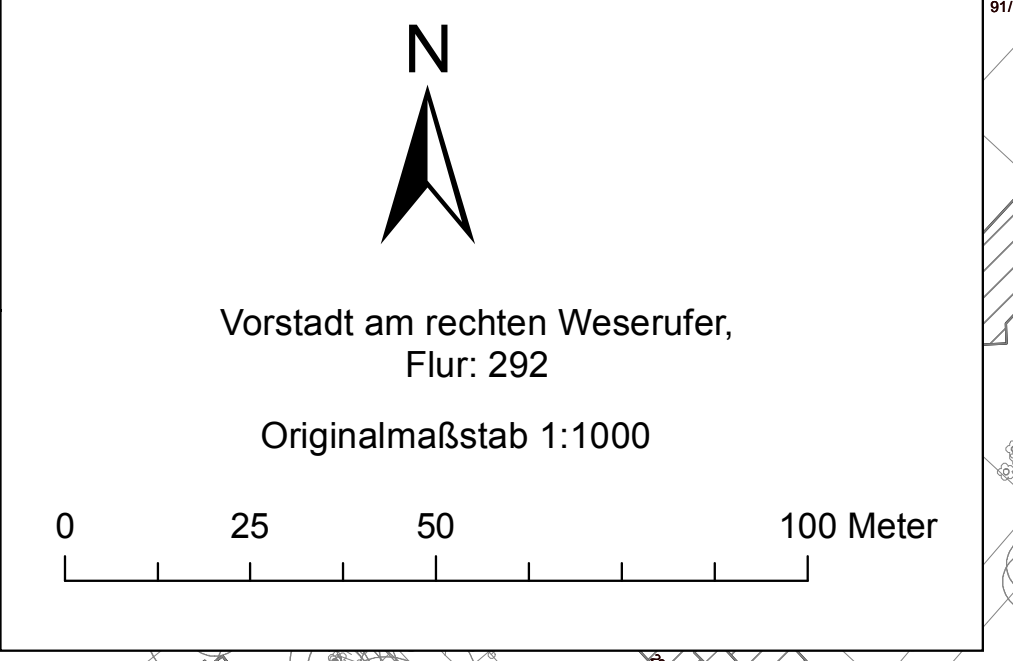 91/
N
Vorstadt am rechten Weserufer,
Flur: 292
Originalmaßstab 1:1000
0 25 50 100 Meter